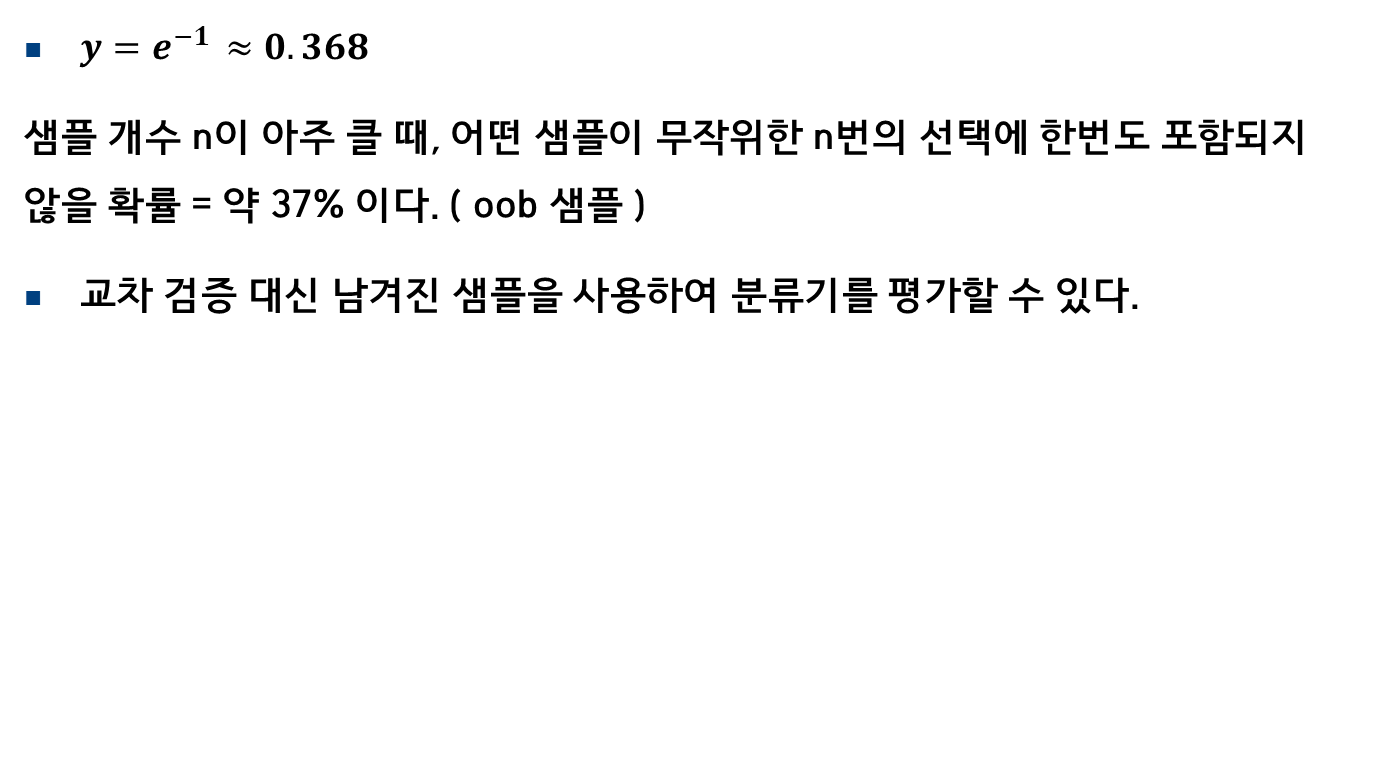 ▪ y = e⁻¹ ≈ 0.368
샘플 개수 n이 아주 클 때, 어떤 샘플이 무작위한 n번의 선택에 한번도 포함되지
않을 확률 = 약 37% 이다. ( oob 샘플 )
▪ 교차 검증 대신 남겨진 샘플을 사용하여 분류기를 평가할 수 있다.